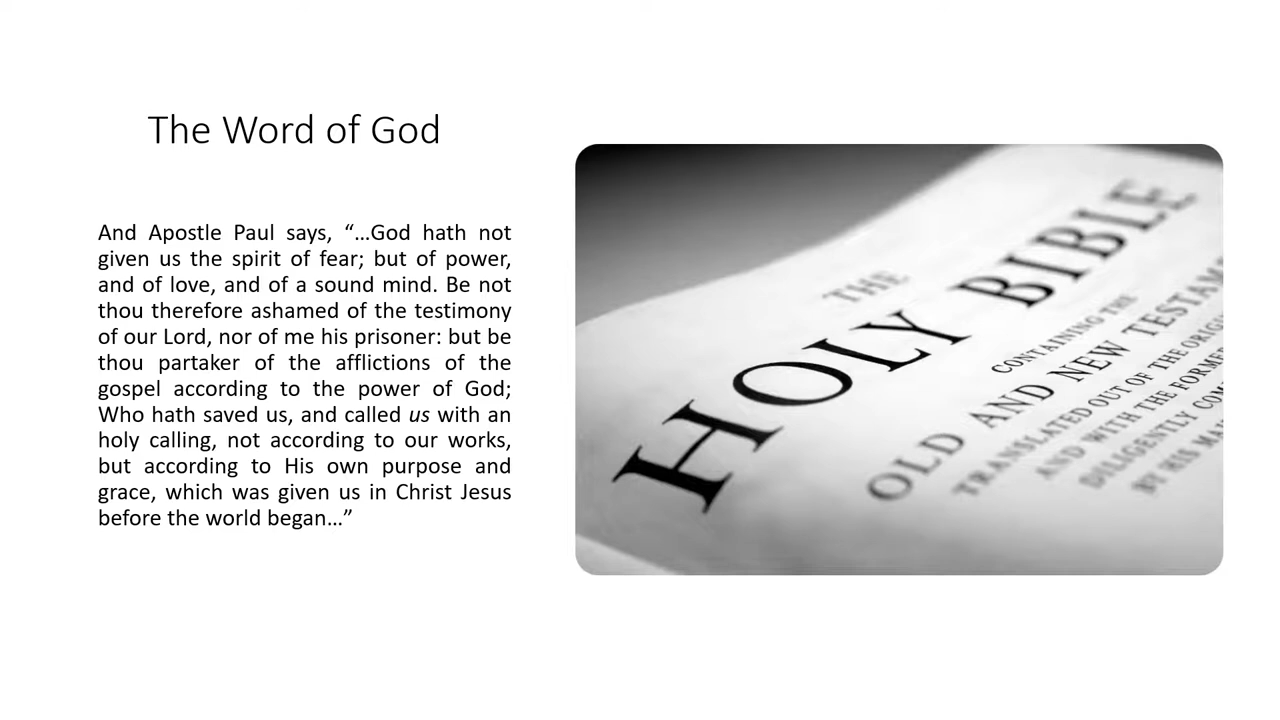 The Word of God
And Apostle Paul says, “…God hath not
given us the spirit of fear; but of power,
and of love, and of a sound mind. Be not
thou therefore ashamed of the testimony
of our Lord, nor of me his prisoner: but be
thou partaker of the afflictions of the
gospel according to the power of God;
Who hath saved us, and called us with an
holy calling, not according to our works,
but according to His own purpose and
grace, which was given us in Christ Jesus
before the world began…”
THE
HOLY BIBLE
CONTAINING THE
OLD AND NEW TESTAM
TRANSLATED OUT OF THE ORIGI
AND WITH THE FORMER
DILIGENTLY COM
BY HIS MAJ